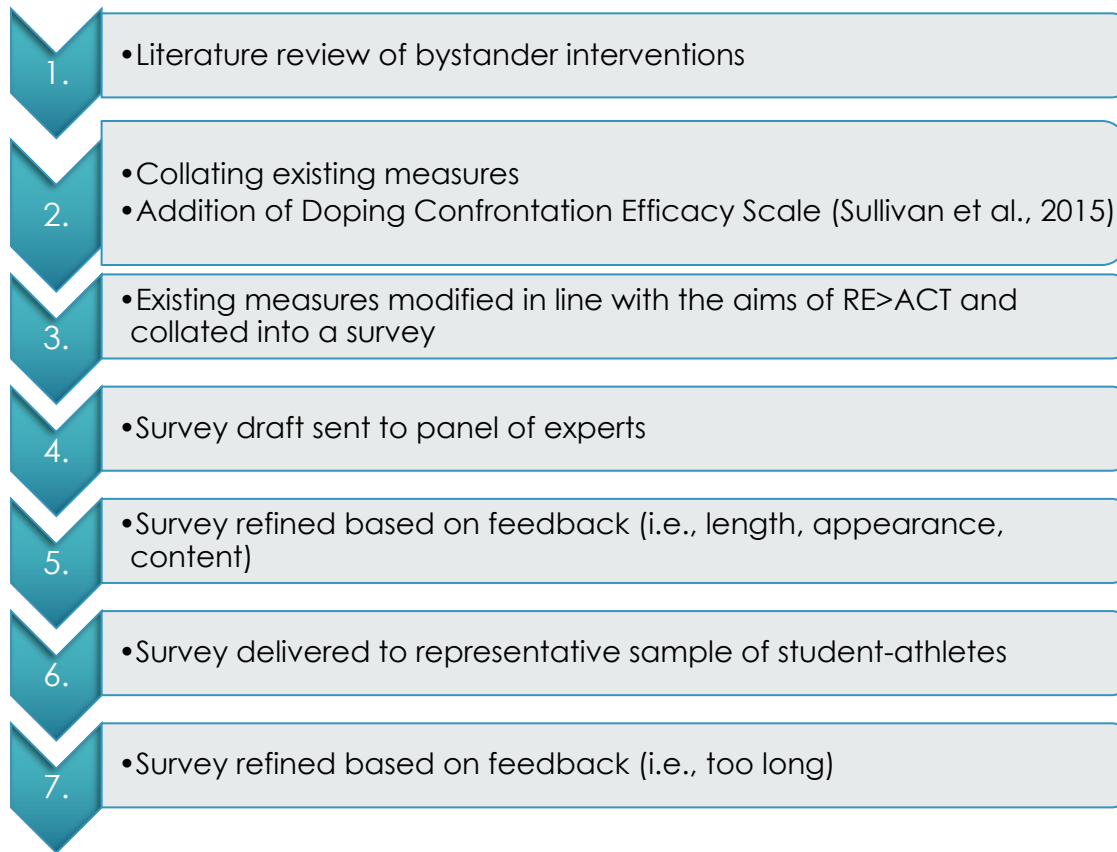 1.
•Literature review of bystander interventions
2.
•Collating existing measures
•Addition of Doping Confrontation Efficacy Scale (Sullivan et al., 2015)
3.
•Existing measures modified in line with the aims of RE>ACT and
collated into a survey
4.
•Survey draft sent to panel of experts
5.
•Survey refined based on feedback (i.e., length, appearance,
content)
6.
•Survey delivered to representative sample of student-athletes
7.
•Survey refined based on feedback (i.e., too long)